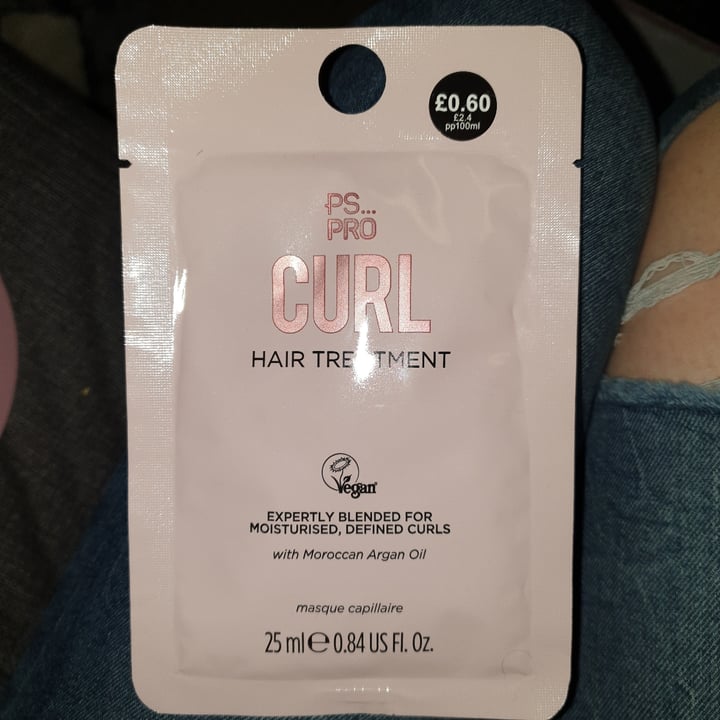 £0.60
£2.4
pp100ml
PS...
PRO
CURL
HAIR TREATMENT
Vegan
EXPERTLY BLENDED FOR
MOISTURISED, DEFINED CURLS
with Moroccan Argan Oil
masque capillaire
25 ml ℮ 0.84 US Fl. Oz.